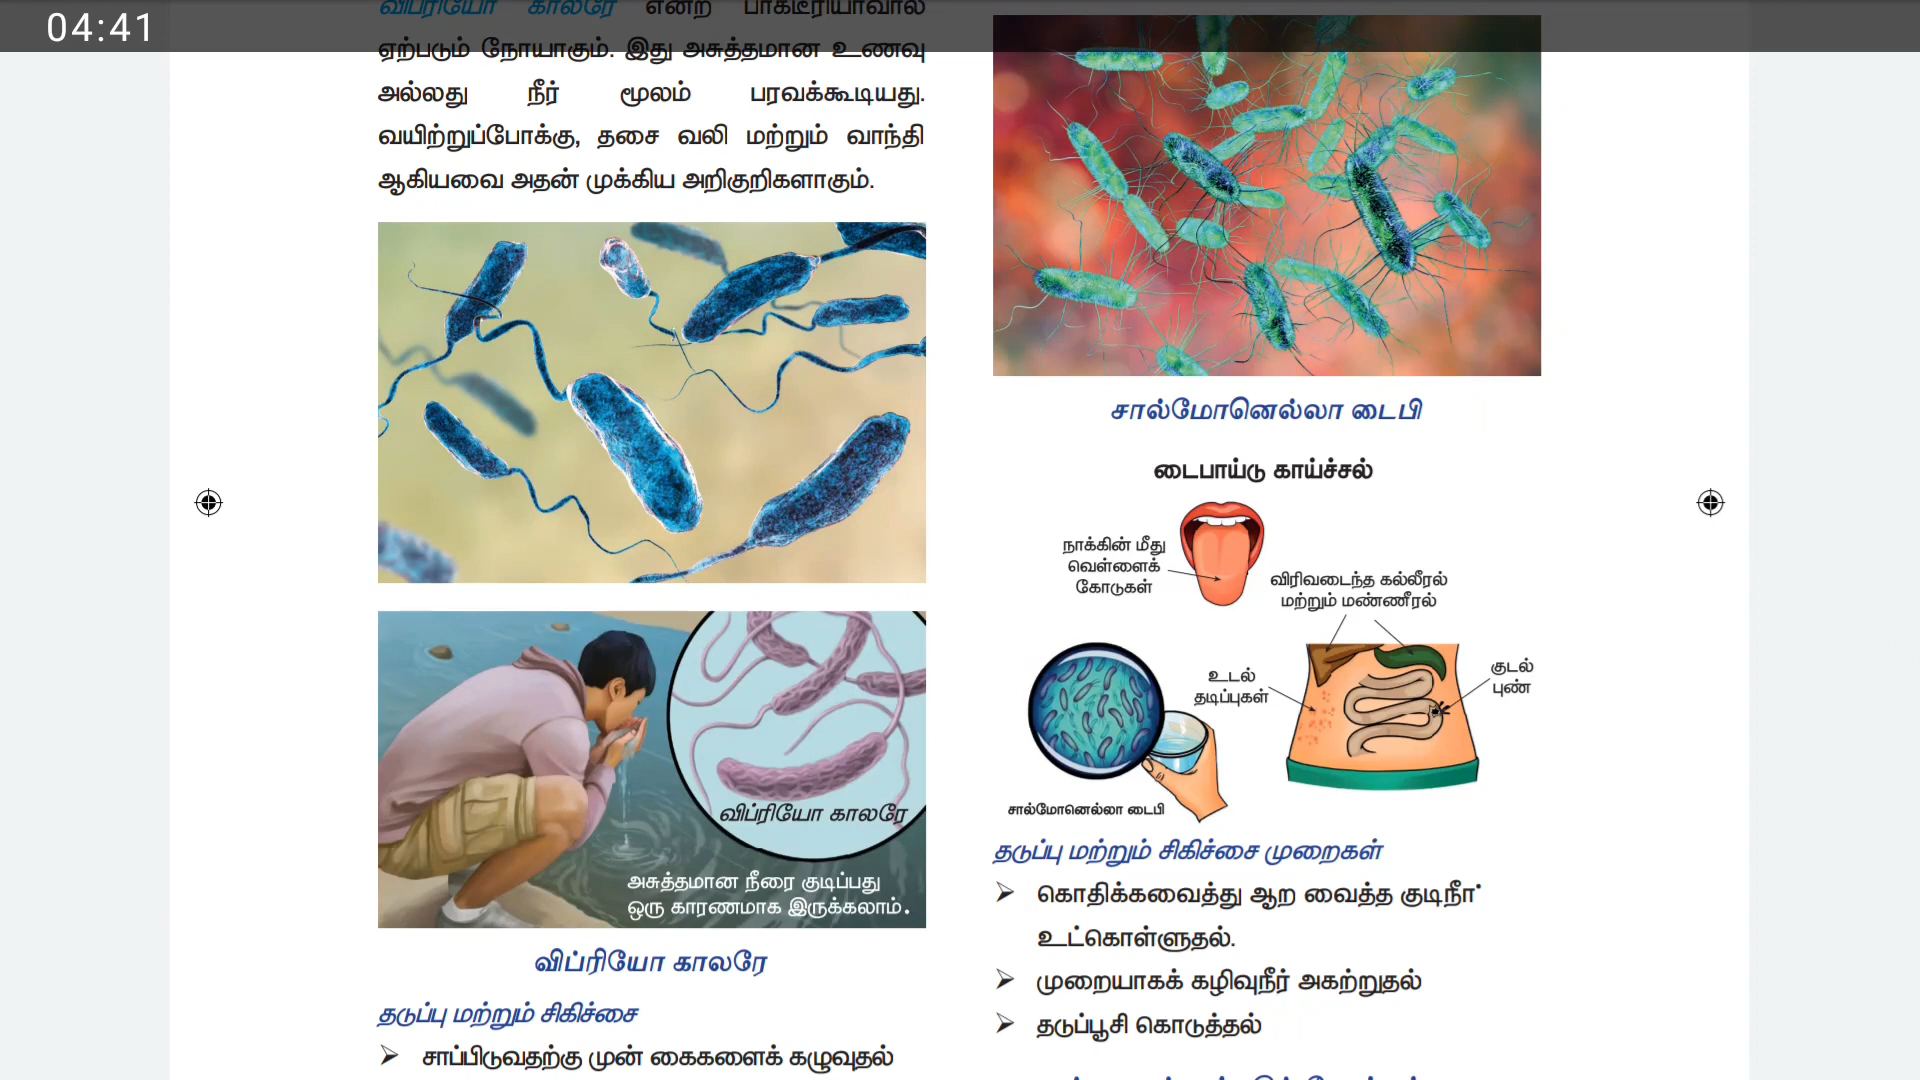 04:41
விப்ரியோ காலரே என்ற பாக்டீரியாவால்
ஏற்படும் நோயாகும். இது அசுத்தமான உணவு
அல்லது நீர் மூலம் பரவக்கூடியது.
வயிற்றுப்போக்கு, தசை வலி மற்றும் வாந்தி
ஆகியவை அதன் முக்கிய அறிகுறிகளாகும்.
விப்ரியோ காலரே
அசுத்தமான நீரை குடிப்பது
ஒரு காரணமாக இருக்கலாம்.
விப்ரியோ காலரே
தடுப்பு மற்றும் சிகிச்சை
➤ சாப்பிடுவதற்கு முன் கைகளைக் கழுவுதல்
சால்மோனெல்லா டைபி
டைபாய்டு காய்ச்சல்
நாக்கின் மீது
வெள்ளைக்
கோடுகள்
விரிவடைந்த கல்லீரல்
மற்றும் மண்ணீரல்
உடல்
தடிப்புகள்
குடல்
புண்
சால்மோனெல்லா டைபி
தடுப்பு மற்றும் சிகிச்சை முறைகள்
➤ கொதிக்கவைத்து ஆற வைத்த குடிநீர்
உட்கொள்ளுதல்.
➤ முறையாகக் கழிவுநீர் அகற்றுதல்
➤ தடுப்பூசி கொடுத்தல்